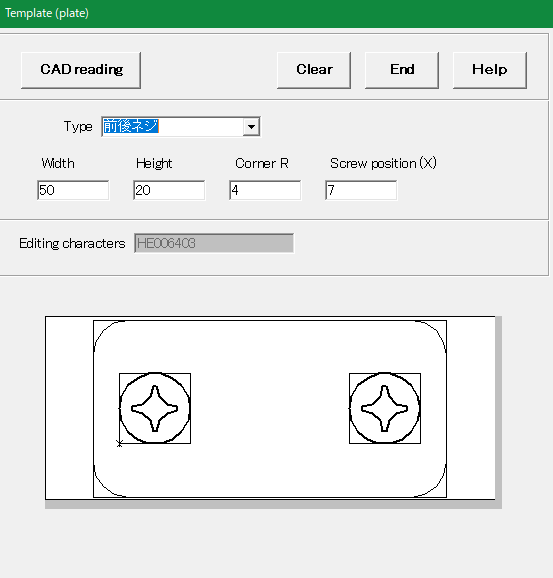 Template (plate)
CAD reading Clear End Help
Type 前後ネジ
Width Height Corner R Screw position (X)
50 20 4 7
Editing characters HE006403